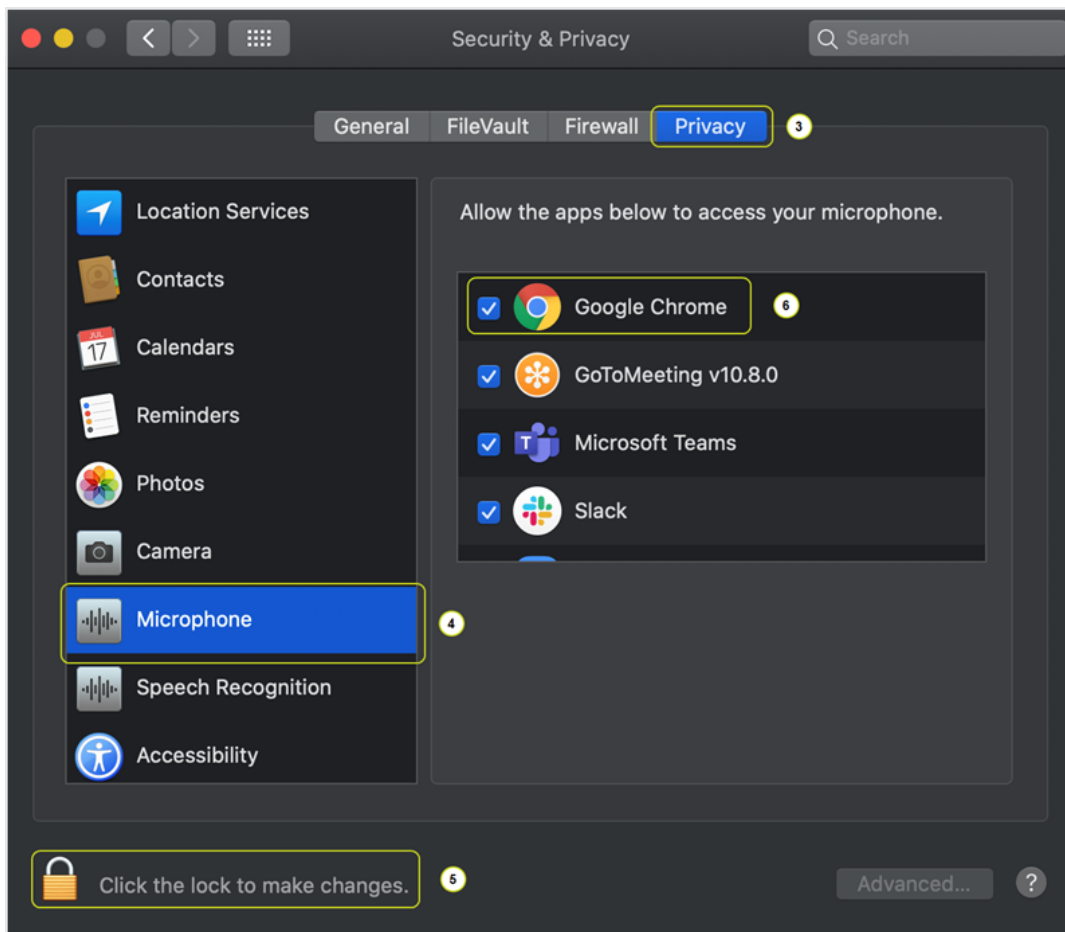 Security & Privacy
Search
General
FileVault
Firewall
Privacy
3
Location Services
Contacts
JUL
17
Calendars
Reminders
Photos
Camera
Microphone
4
Speech Recognition
Accessibility
Allow the apps below to access your microphone.
Google Chrome
6
GoToMeeting v10.8.0
T
Microsoft Teams
Slack
Click the lock to make changes.
5
Advanced...
?